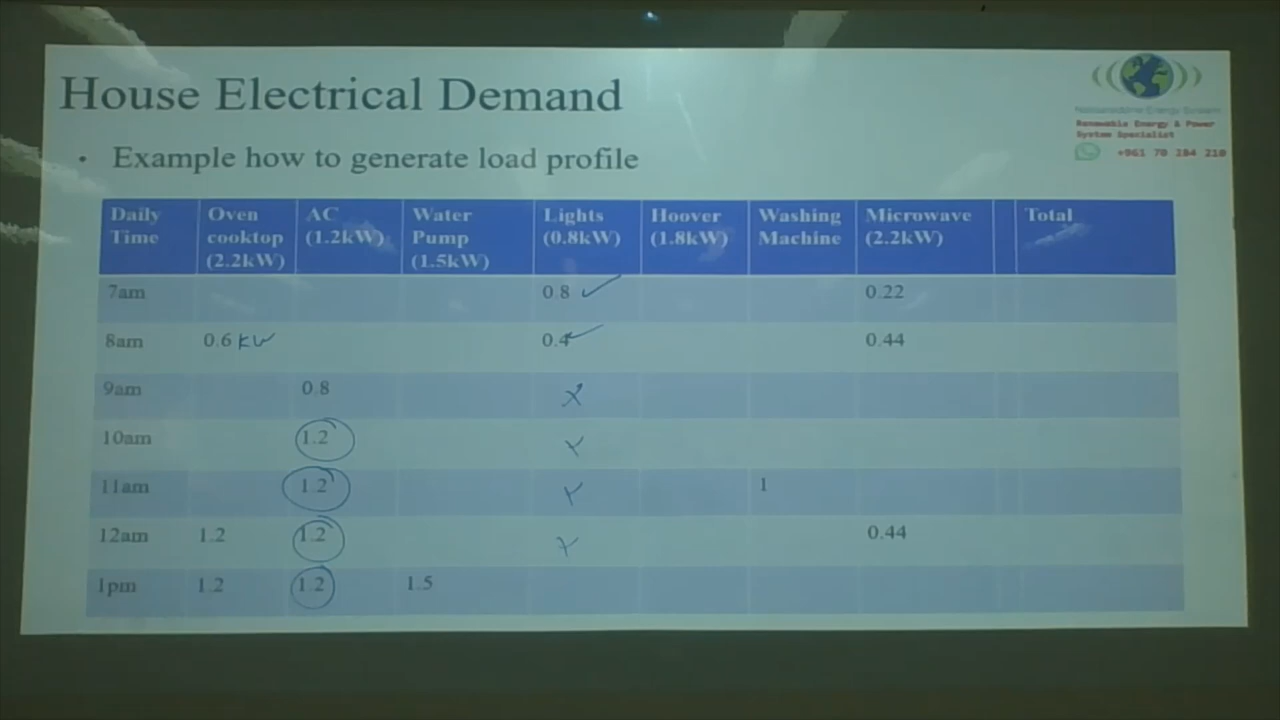 House Electrical Demand
• Example how to generate load profile
Renewable Energy & Power
System Specialist
+961 70 104 210
Daily Time | Oven cooktop (2.2kW) | AC (1.2kW) | Water Pump (1.5kW) | Lights (0.8kW) | Hoover (1.8kW) | Washing Machine | Microwave (2.2kW) | Total
7am 0.8 ✓ 0.22
8am 0.6 kW 0.4 ✓ 0.44
9am 0.8 x
10am 1.2 x
11am 1.2 x 1
12am 1.2 1.2 x 0.44
1pm 1.2 1.2 1.5